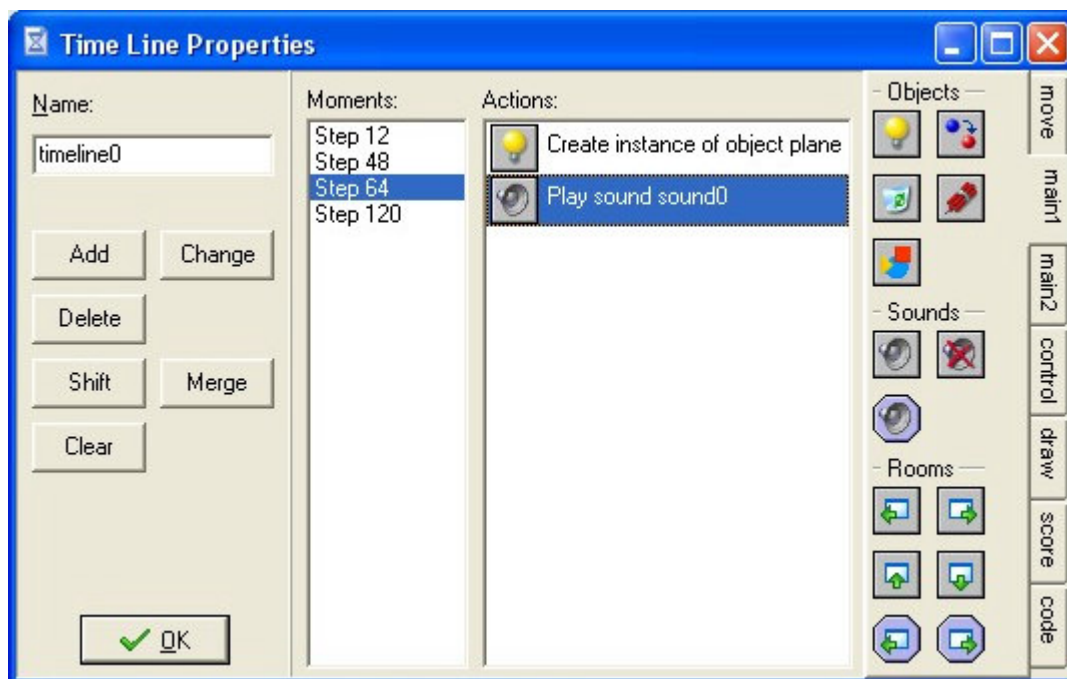 Time Line Properties
Name:
timeline0
Add
Change
Delete
Shift
Merge
Clear
OK
Moments:
Step 12
Step 48
Step 64
Step 120
Actions:
Create instance of object plane
Play sound sound0
Objects
Sounds
Rooms
move
main1
main2
control
draw
score
code